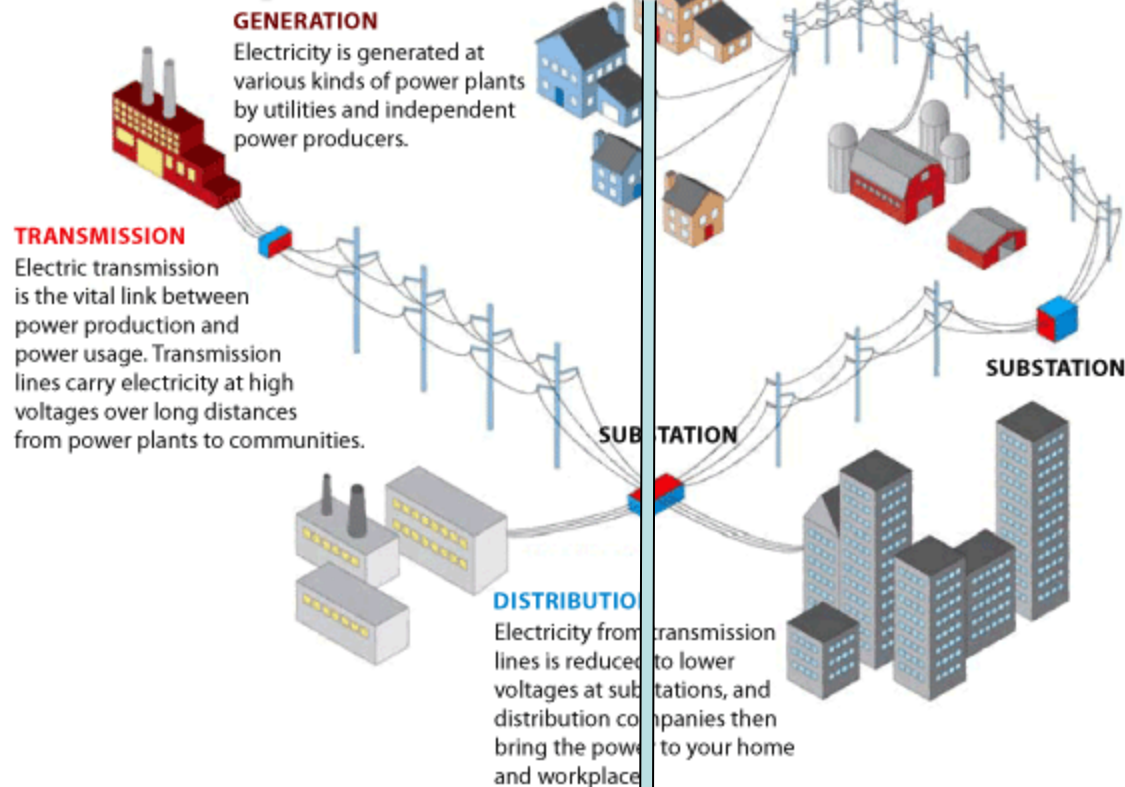 GENERATION
Electricity is generated at
various kinds of power plants
by utilities and independent
power producers.
TRANSMISSION
Electric transmission
is the vital link between
power production and
power usage. Transmission
lines carry electricity at high
voltages over long distances
from power plants to communities.
SUBSTATION
SUBSTATION
DISTRIBUTIO
Electricity from transmission
lines is reduced to lower
voltages at substations, and
distribution companies then
bring the power to your home
and workplace